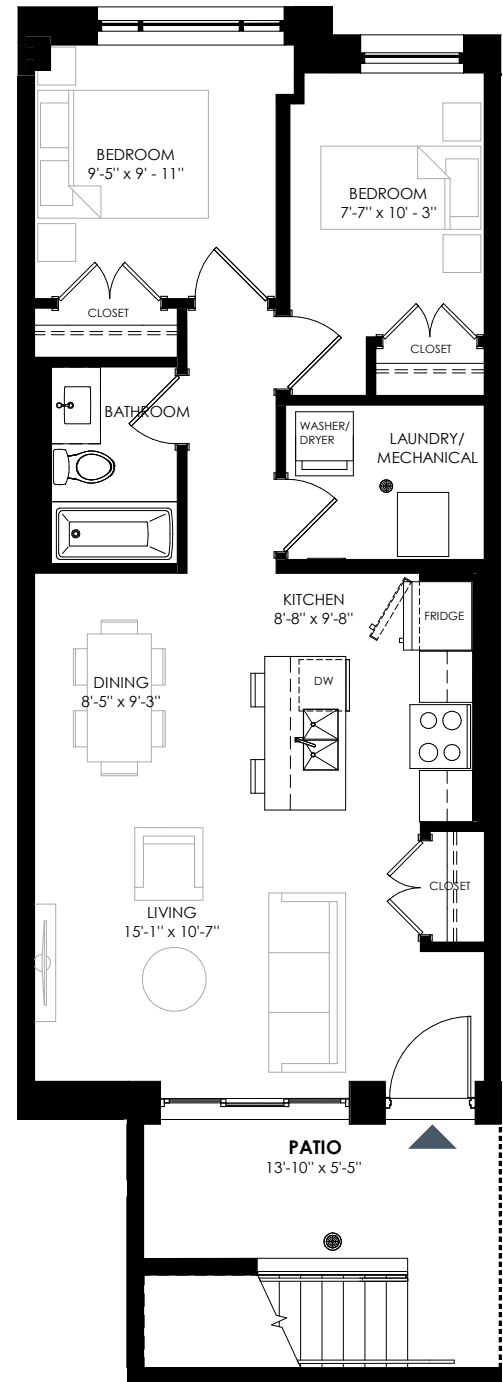 BEDROOM
9'-5" x 9' - 11"
BEDROOM
7'-7" x 10' - 3"
CLOSET
CLOSET
BATHROOM
WASHER/
DRYER
LAUNDRY/
MECHANICAL
KITCHEN
8'-8" x 9'-8"
FRIDGE
DW
DINING
8'-5" x 9'-3"
CLOSET
LIVING
15'-1" x 10'-7"
PATIO
13'-10" x 5'-5"